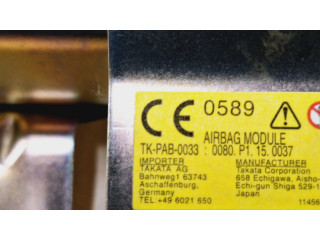 CE 0589
AIRBAG MODULE
TK-PAB-0033 : 0080. P1. 15. 0037
IMPORTER MANUFACTURER
TAKATA AG Takata Corporation
Bahnweg1 63743 658 Echigawa, Aisho-
Aschaffenburg, Echi-gun Shiga 529-1
Germany Japan
TEL +49 6021 650 11456